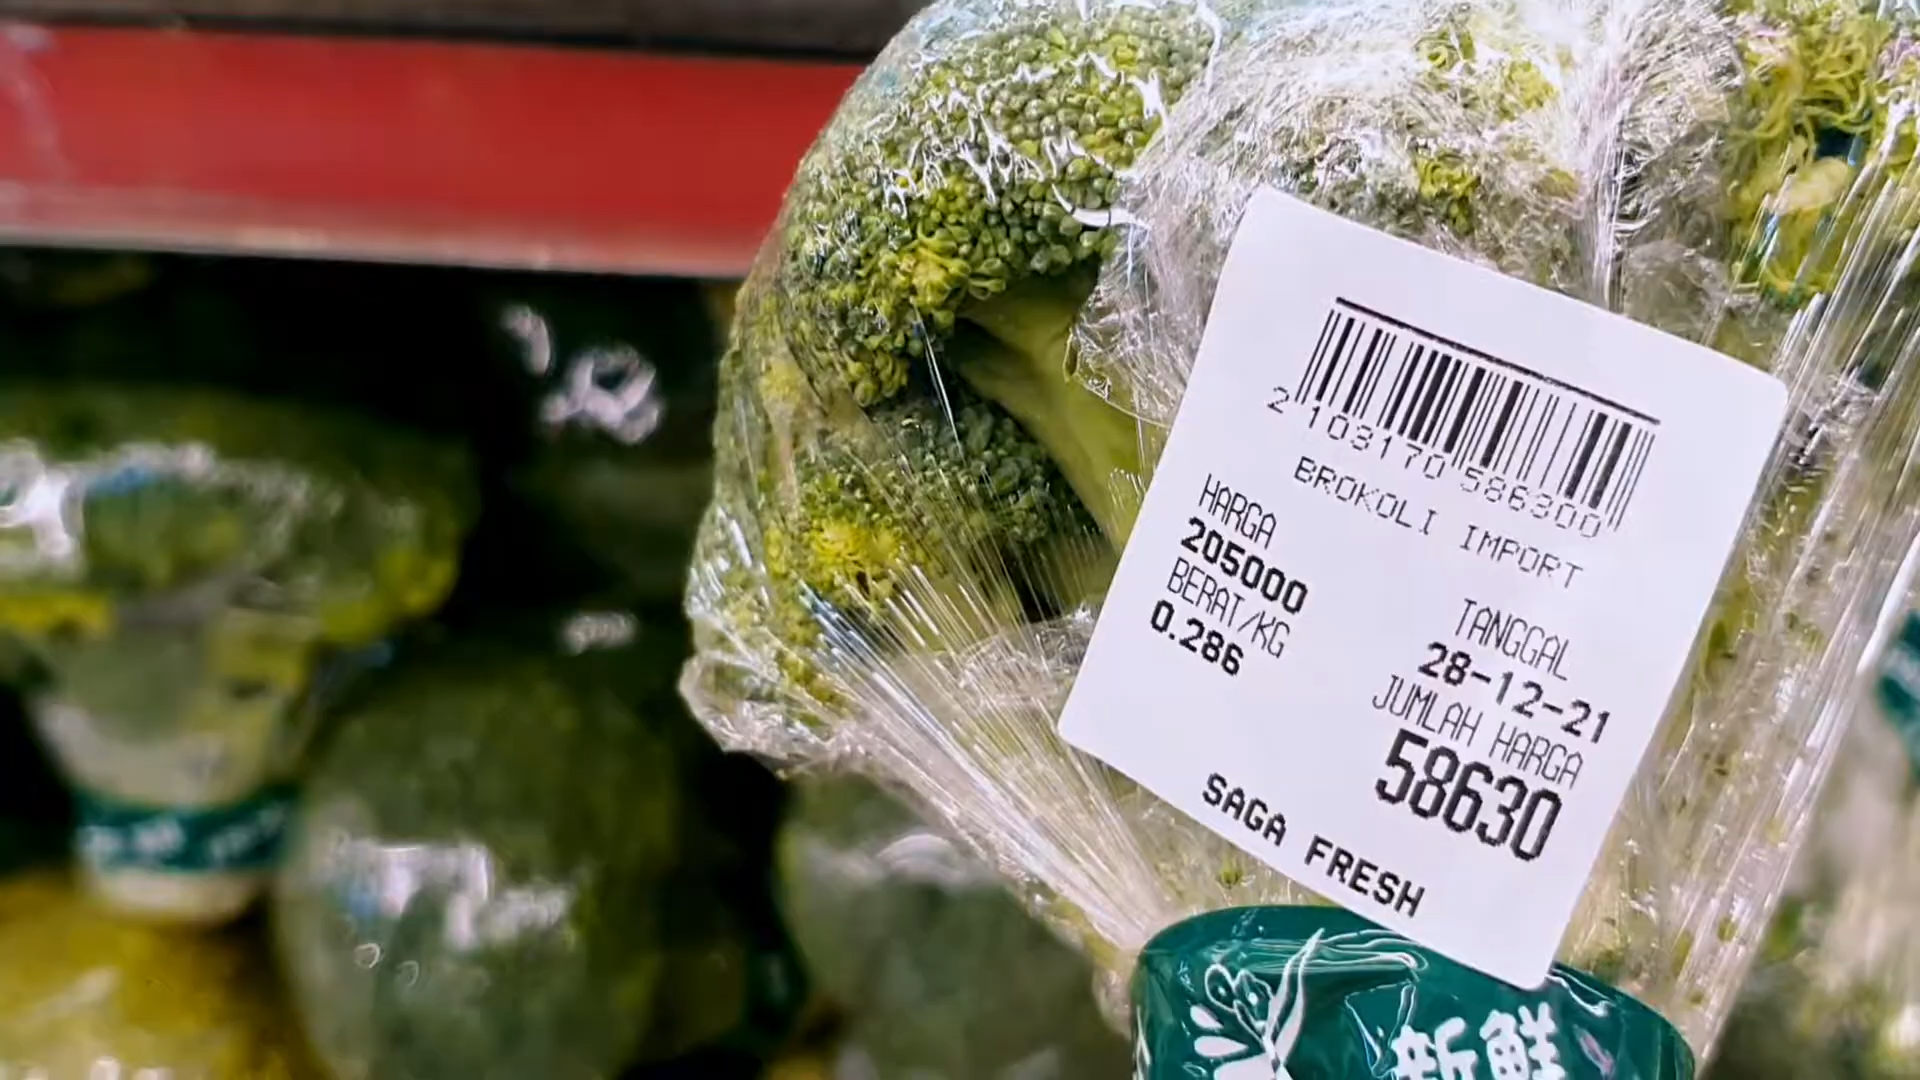 2 103170 586300
BROKOLI IMPORT
HARGA
205000
BERAT/KG
0.286
TANGGAL
28-12-21
JUMLAH HARGA
58630
SAGA FRESH
新鮮